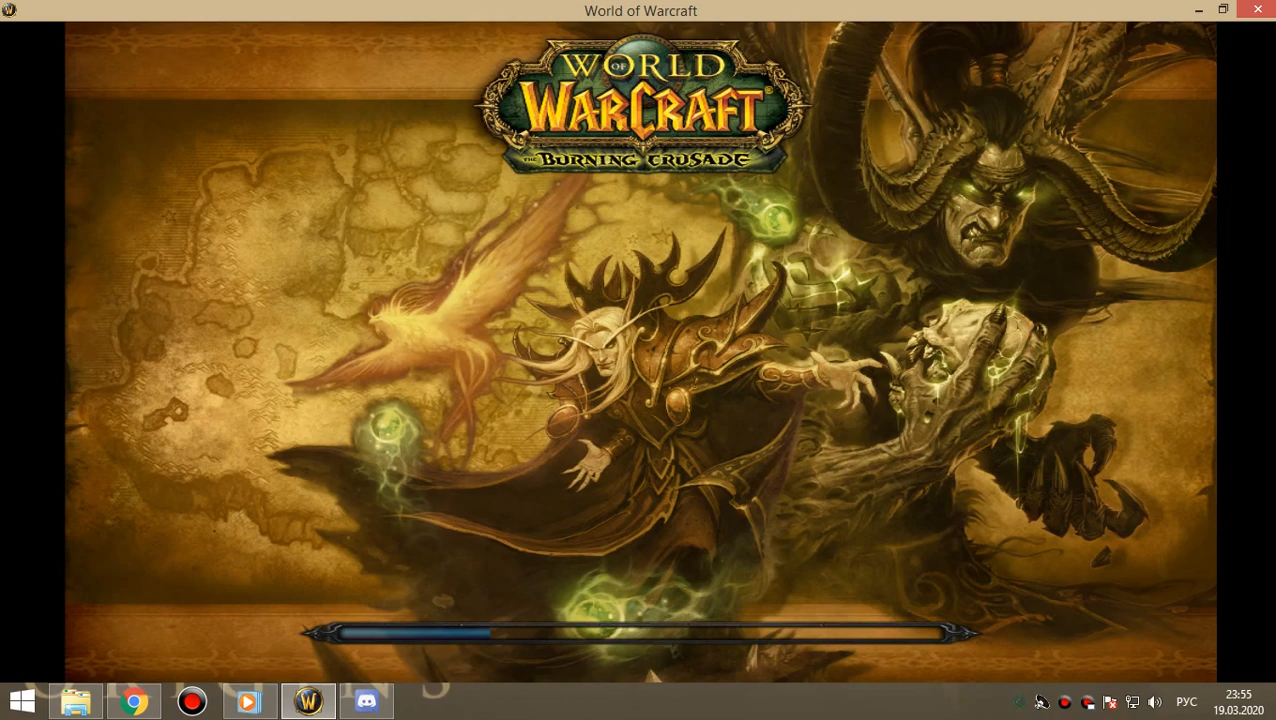 World of Warcraft
WORLD
OF
WARCRAFT®
THE BURNING CRUSADE
РУС
23:55
19.03.2020